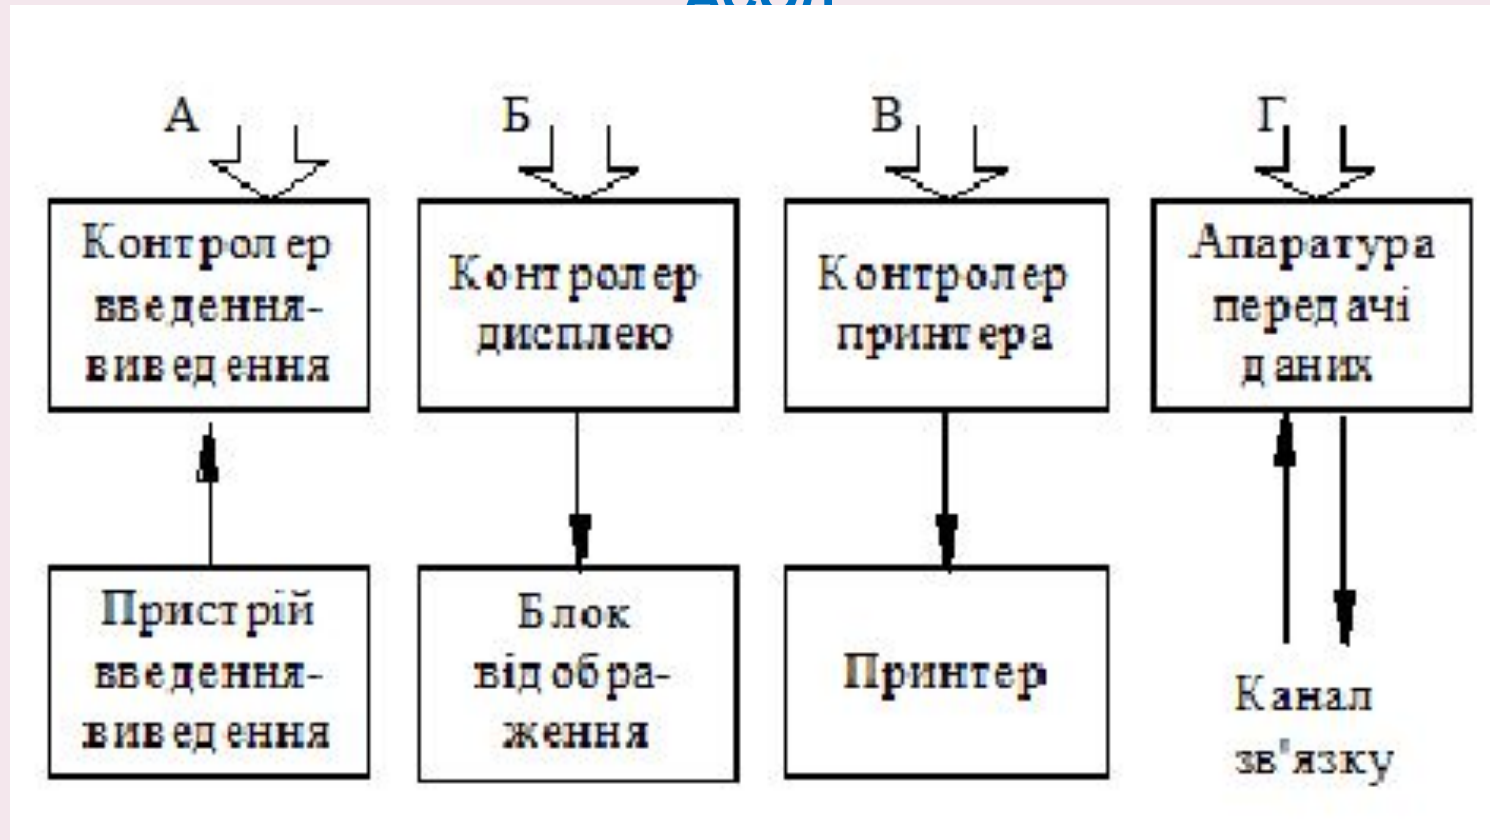 А
Б
В
Г
Контролер
введення-
виведення
Контролер
дисплею
Контролер
принтера
Апаратура
передачі
даних
Пристрій
введення-
виведення
Блок
відобра-
ження
Принтер
Канал
зв'язку